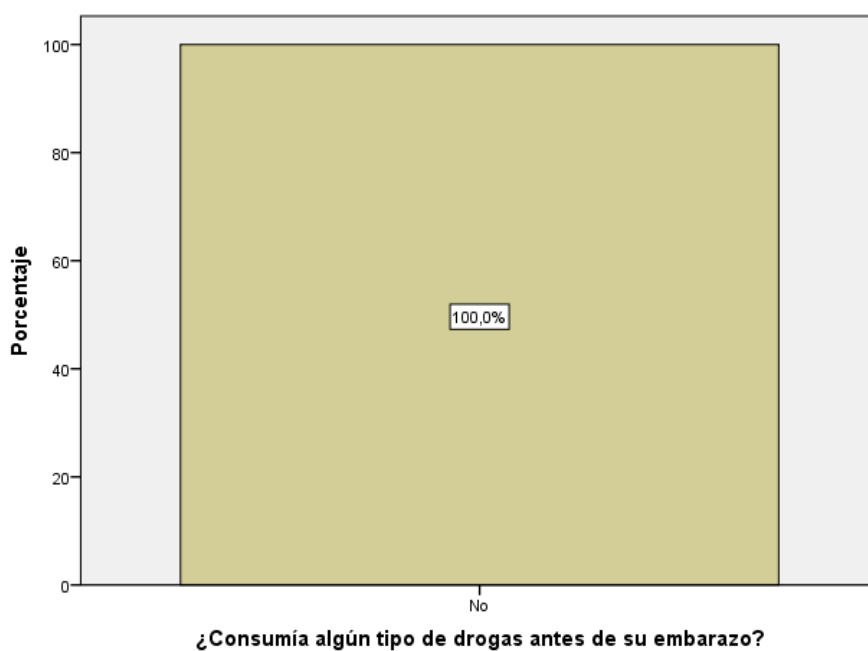 Porcentaje
100
80
60
40
20
0
100,0%
No
¿Consumía algún tipo de drogas antes de su embarazo?